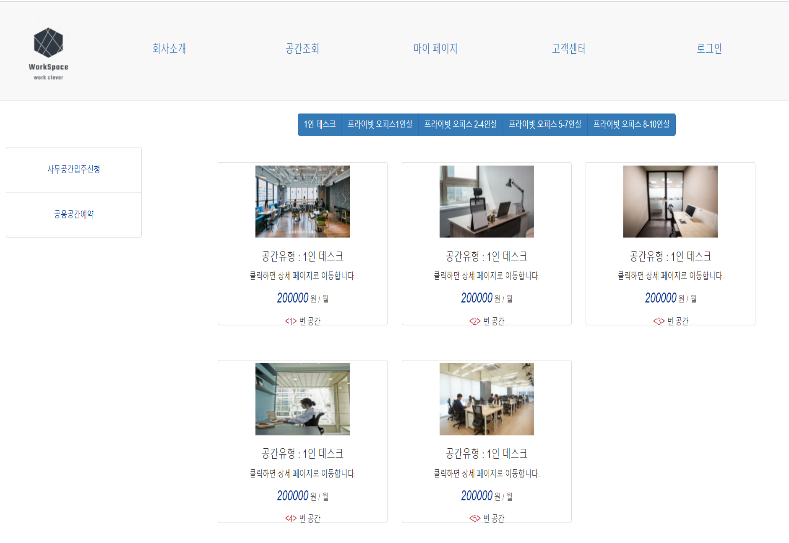 WorkSpace
work clever
회사소개
공간조회
마이 페이지
고객센터
로그인
1인 데스크
프라이빗 오피스1인실
프라이빗 오피스 2-4인실
프라이빗 오피스 5-7인실
프라이빗 오피스 8-10인실
사무공간입주신청
공용공간예약
공간유형 : 1인 데스크
클릭하면 상세 페이지로 이동합니다.
200000 원 / 월
<1> 번 공간
공간유형 : 1인 데스크
클릭하면 상세 페이지로 이동합니다.
200000 원 / 월
<2> 번 공간
공간유형 : 1인 데스크
클릭하면 상세 페이지로 이동합니다.
200000 원 / 월
<3> 번 공간
공간유형 : 1인 데스크
클릭하면 상세 페이지로 이동합니다.
200000 원 / 월
<4> 번 공간
공간유형 : 1인 데스크
클릭하면 상세 페이지로 이동합니다.
200000 원 / 월
<5> 번 공간